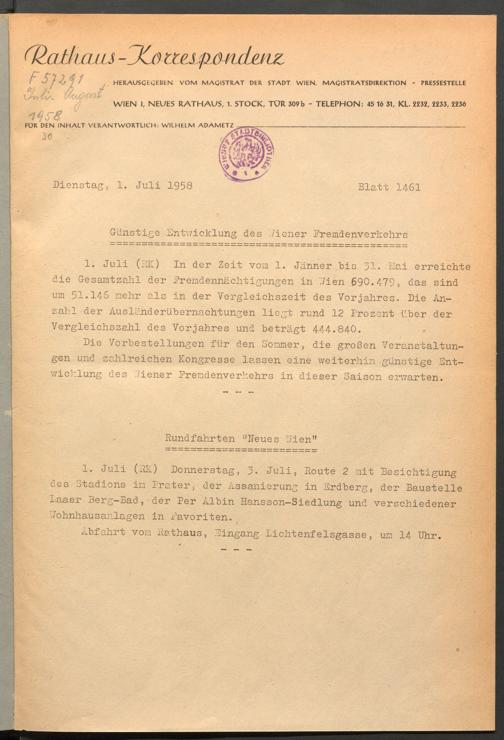 Rathaus-Korrespondenz
F 57291
HERAUSGEGEBEN VOM MAGISTRAT DER STADT WIEN, MAGISTRATSDIREKTION - PRESSESTELLE
Juli. August
WIEN I, NEUES RATHAUS, 1. STOCK, TÜR 309b - TELEPHON: 45 16 31, KL. 2232, 2233, 2236
1958
FÜR DEN INHALT VERANTWORTLICH: WILHELM ADAMETZ
30
WIENER STADTBIBLIOTHEK
Dienstag, 1. Juli 1958 Blatt 1461
Günstige Entwicklung des Wiener Fremdenverkehrs
===============================================
1. Juli (RK) In der Zeit vom 1. Jänner bis 31. Mai erreichte
die Gesamtzahl der Fremdennächtigungen in Wien 690.479, das sind
um 51.146 mehr als in der Vergleichszeit des Vorjahres. Die An-
zahl der Ausländerübernachtungen liegt rund 12 Prozent über der
Vergleichszahl des Vorjahres und beträgt 444.840.
Die Vorbestellungen für den Sommer, die großen Veranstaltun-
gen und zahlreichen Kongresse lassen eine weiterhin günstige Ent-
wicklung des Wiener Fremdenverkehrs in dieser Saison erwarten.
- - -
Rundfahrten "Neues Wien"
========================
1. Juli (RK) Donnerstag, 3. Juli, Route 2 mit Besichtigung
des Stadions im Prater, der Assanierung in Erdberg, der Baustelle
Laaer Berg-Bad, der Per Albin Hansson-Siedlung und verschiedener
Wohnhausanlagen in Favoriten.
Abfahrt vom Rathaus, Eingang Lichtenfelsgasse, um 14 Uhr.
- - -